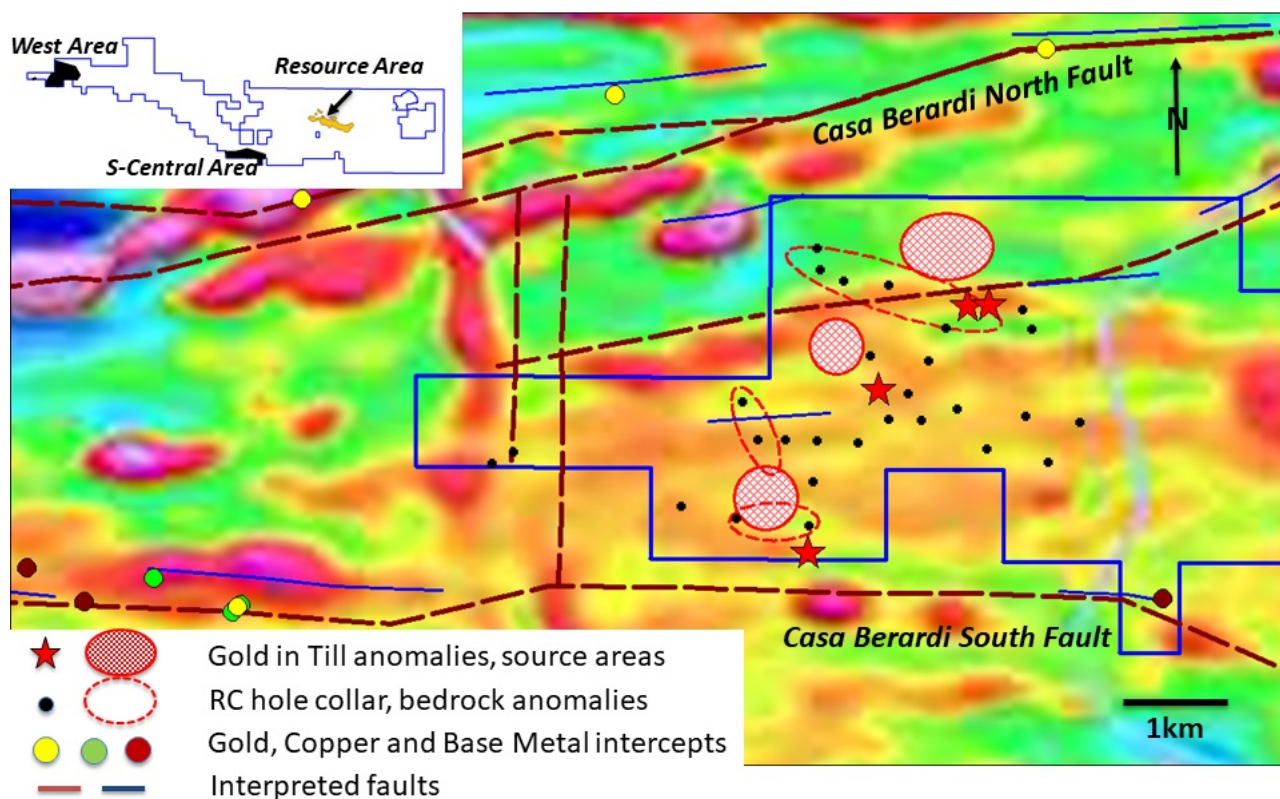 West Area
Resource Area
S-Central Area
Casa Berardi North Fault
N
Casa Berardi South Fault
1km
Gold in Till anomalies, source areas
RC hole collar, bedrock anomalies
Gold, Copper and Base Metal intercepts
Interpreted faults